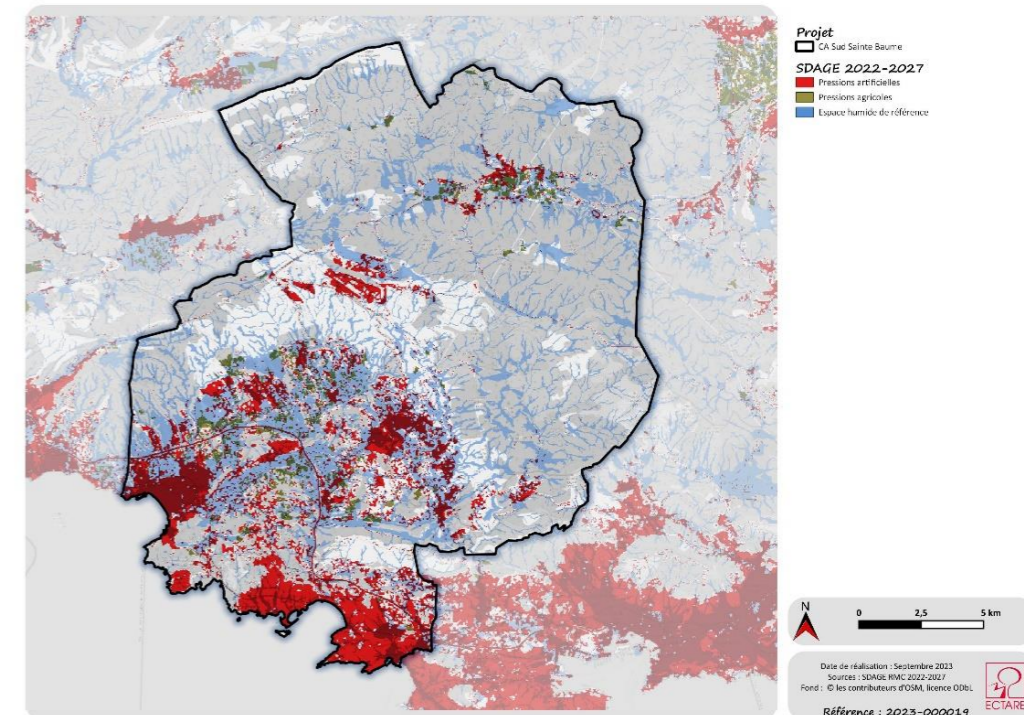 Projet
CA Sud Sainte Baume
SDAGE 2022-2027
Pressions artificielles
Pressions agricoles
Espace humide de référence
N
0 2,5 5 km
Date de réalisation : Septembre 2023
Sources : SDAGE RMC 2022-2027
Fond : © les contributeurs d'OSM, licence ODbL
Référence : 2023-000019
ECTARE